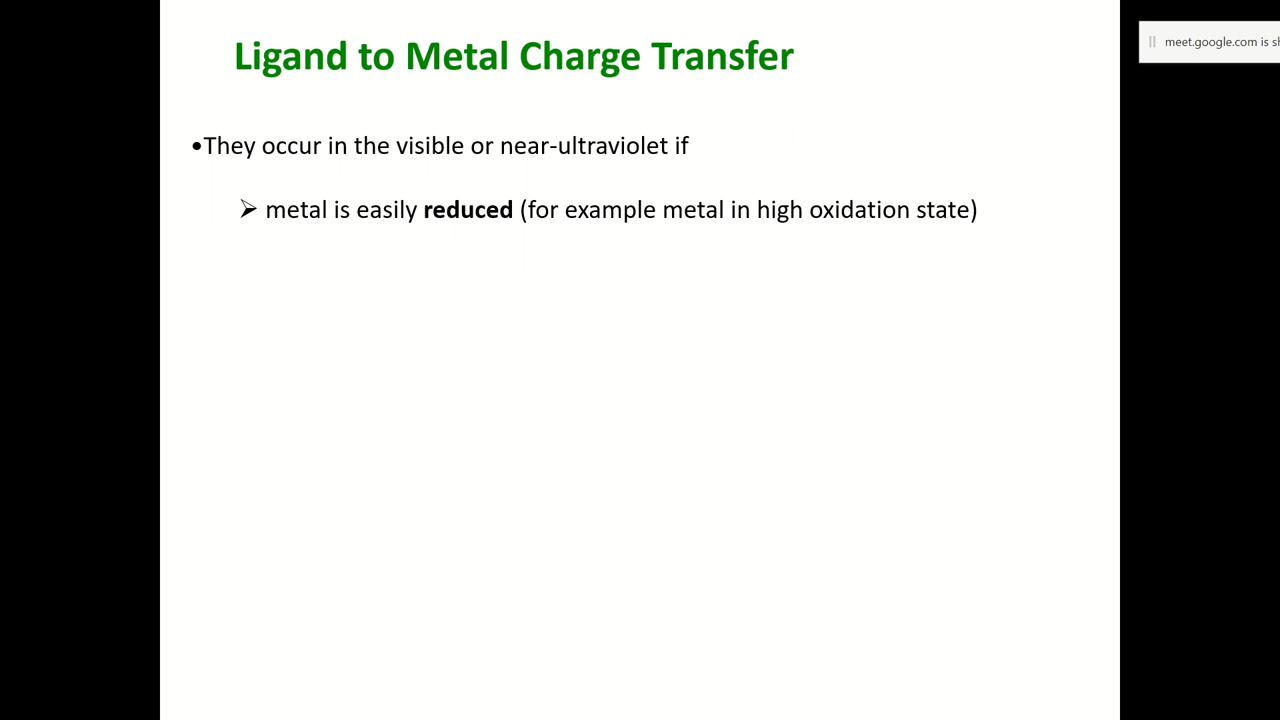 Ligand to Metal Charge Transfer
meet.google.com is sh
•They occur in the visible or near-ultraviolet if
➢ metal is easily reduced (for example metal in high oxidation state)